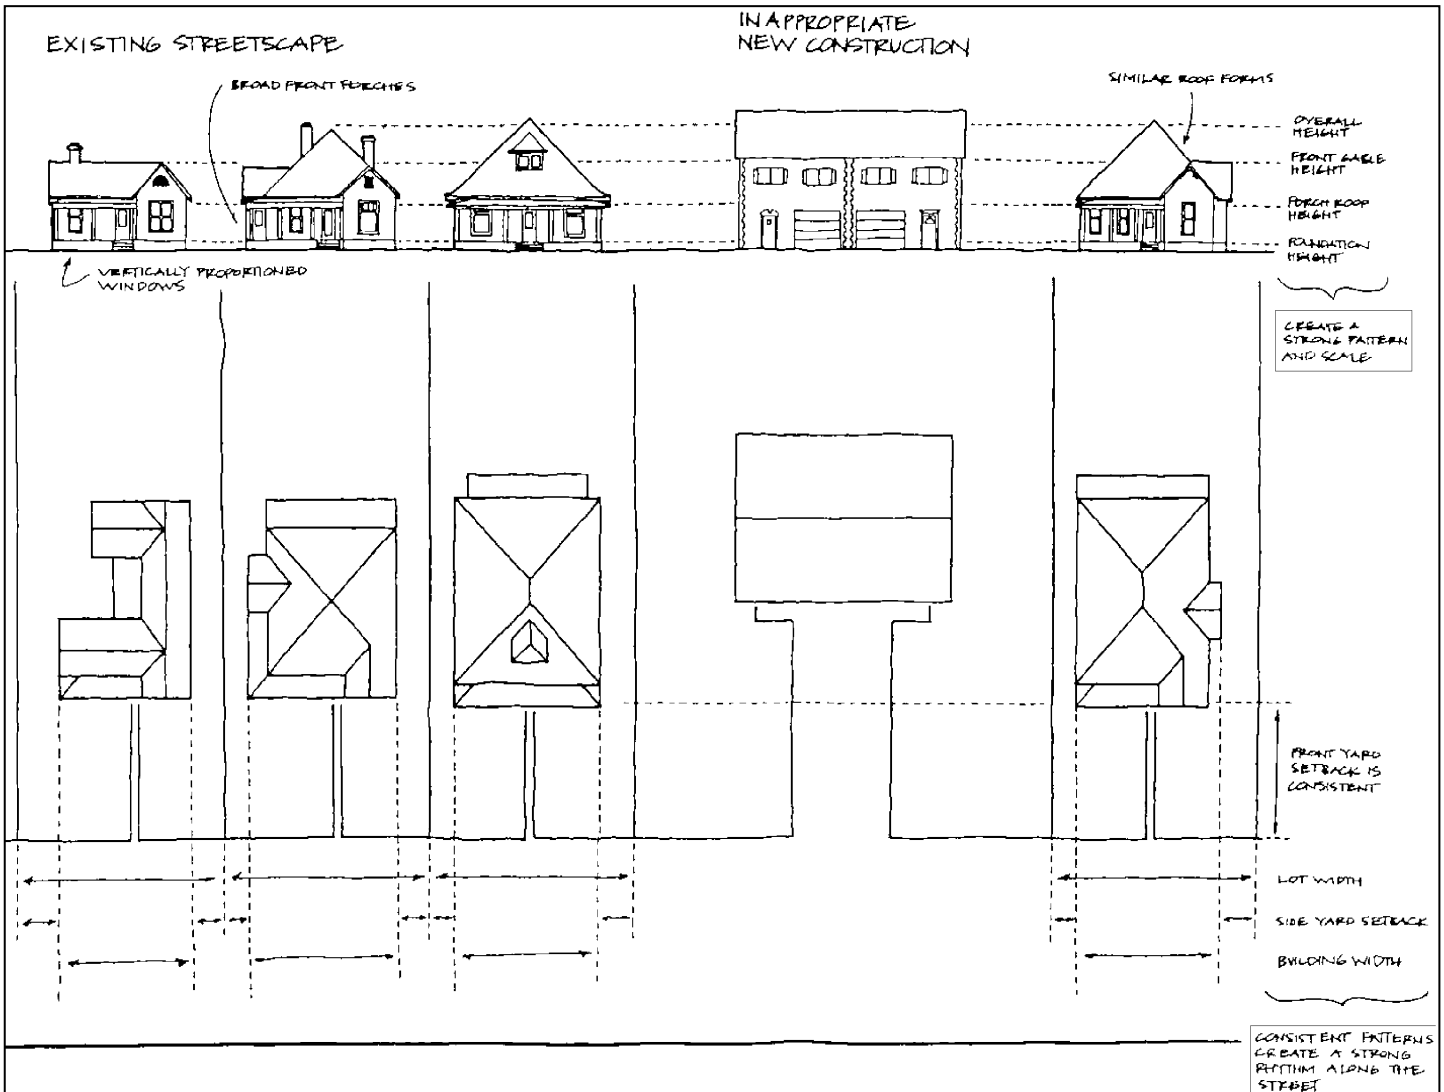 EXISTING STREETSCAPE
INAPPROPRIATE
NEW CONSTRUCTION
BROAD FRONT PORCHES
SIMILAR ROOF FORMS
OVERALL
HEIGHT
FRONT GABLE
HEIGHT
PORCH ROOF
HEIGHT
FOUNDATION
HEIGHT
VERTICALLY PROPORTIONED
WINDOWS
CREATE A
STRONG PATTERN
AND SCALE
FRONT YARD
SETBACK IS
CONSISTENT
LOT WIDTH
SIDE YARD SETBACK
BUILDING WIDTH
CONSISTENT PATTERNS
CREATE A STRONG
RHYTHM ALONG THE
STREET